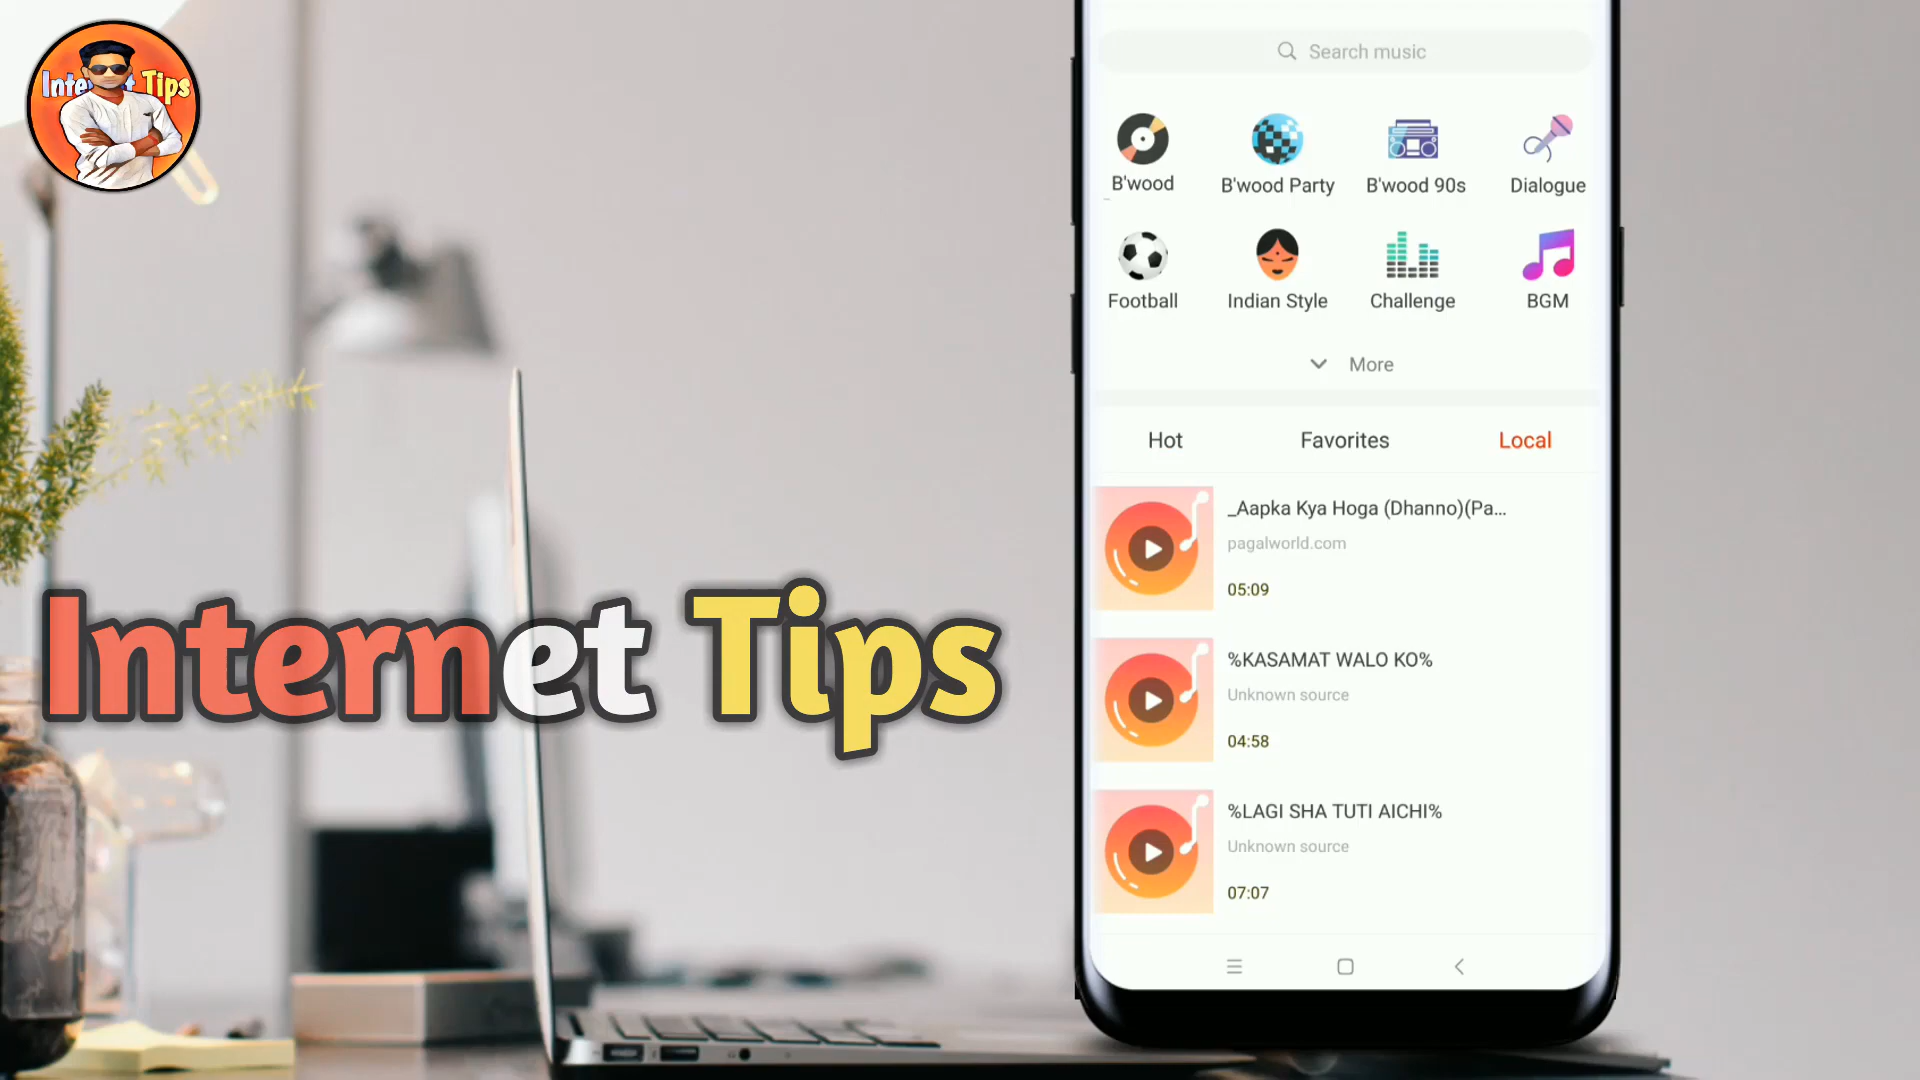 Internet Tips
Search music
B'wood
B'wood Party
B'wood 90s
Dialogue
Football
Indian Style
Challenge
BGM
More
Hot
Favorites
Local
_Aapka Kya Hoga (Dhanno)(Pa...
pagalworld.com
05:09
%KASAMAT WALO KO%
Unknown source
04:58
%LAGI SHA TUTI AICHI%
Unknown source
07:07
Internet Tips